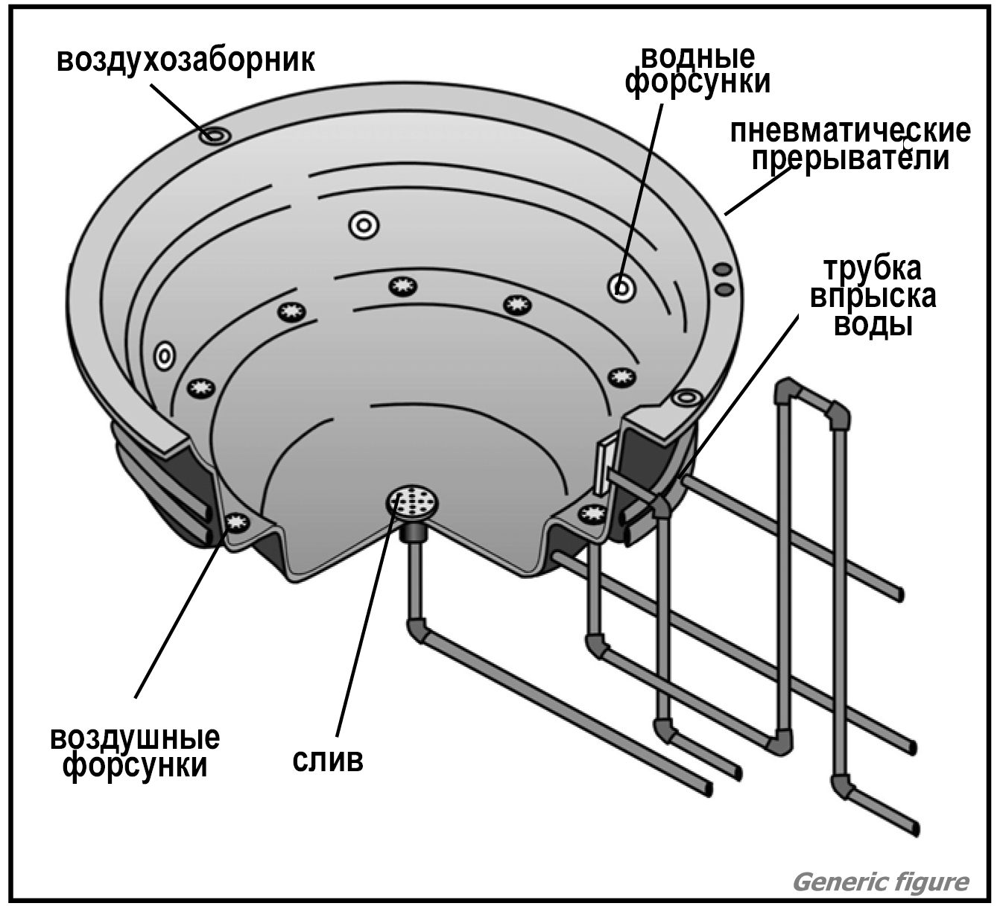 воздухозаборник
водные
форсунки
пневматические
прерыватели
трубка
впрыска
воды
воздушные
форсунки
слив
Generic figure